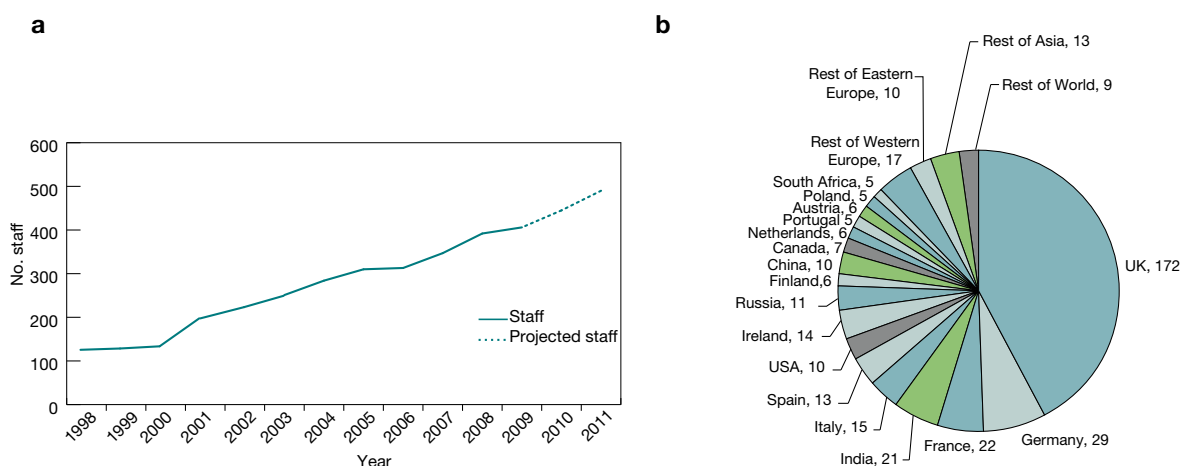 a
600
500
400
300
200
100
0
No. staff
Staff
Projected staff
1998
1999
2000
2001
2002
2003
2004
2005
2006
2007
2008
2009
2010
2011
Year
b
Rest of Asia, 13
Rest of Eastern
Europe, 10
Rest of World, 9
Rest of Western
Europe, 17
South Africa, 5
Poland, 5
Austria, 6
Portugal 5
Netherlands, 6
Canada, 7
China, 10
Finland,6
Russia, 11
Ireland, 14
USA, 10
Spain, 13
Italy, 15
India, 21
France, 22
Germany, 29
UK, 172